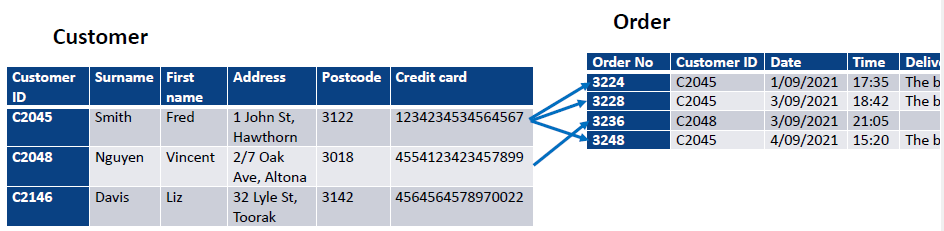 Customer
Customer ID Surname First name Address Postcode Credit card
C2045 Smith Fred 1 John St, Hawthorn 3122 1234234534564567
C2048 Nguyen Vincent 2/7 Oak Ave, Altona 3018 4554123423457899
C2146 Davis Liz 32 Lyle St, Toorak 3142 4564564578970022
Order
Order No Customer ID Date Time Delive
3224 C2045 1/09/2021 17:35 The b
3228 C2045 3/09/2021 18:42 The b
3236 C2048 3/09/2021 21:05
3248 C2045 4/09/2021 15:20 The b